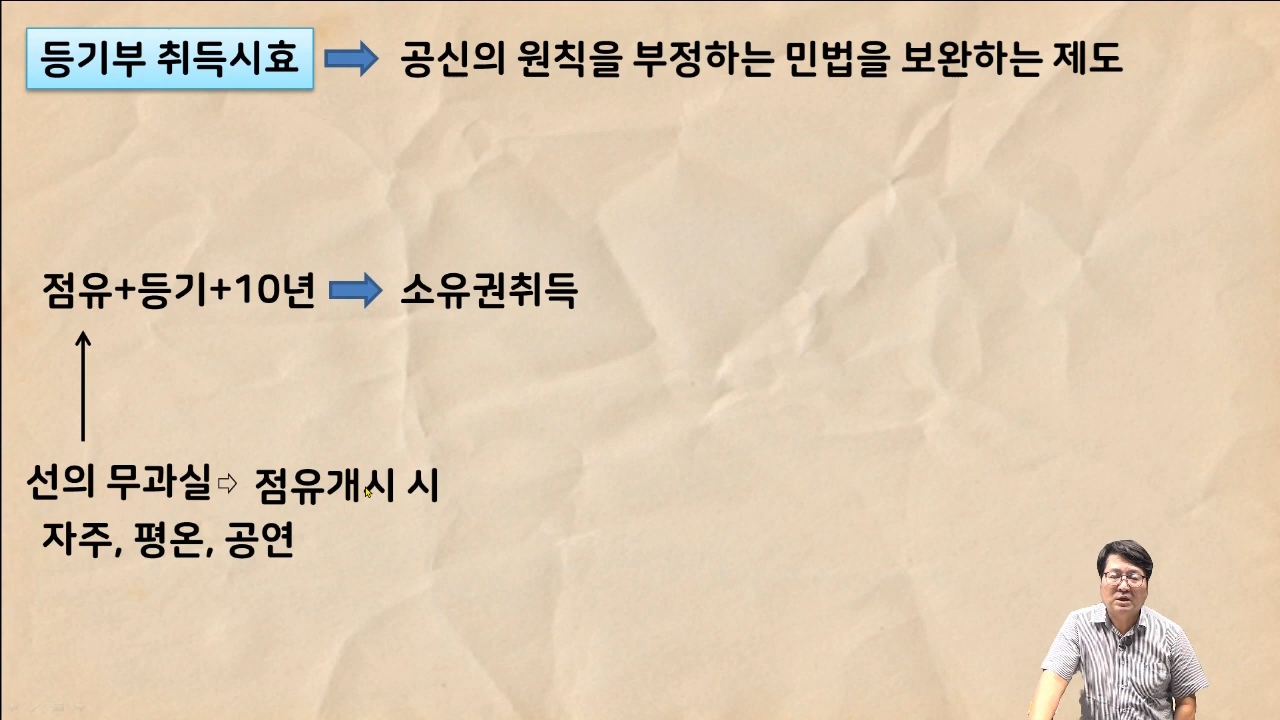 등기부 취득시효 ➡ 공신의 원칙을 부정하는 민법을 보완하는 제도
점유+등기+10년 ➡ 소유권취득
선의 무과실 ⇨ 점유개시 시
자주, 평온, 공연